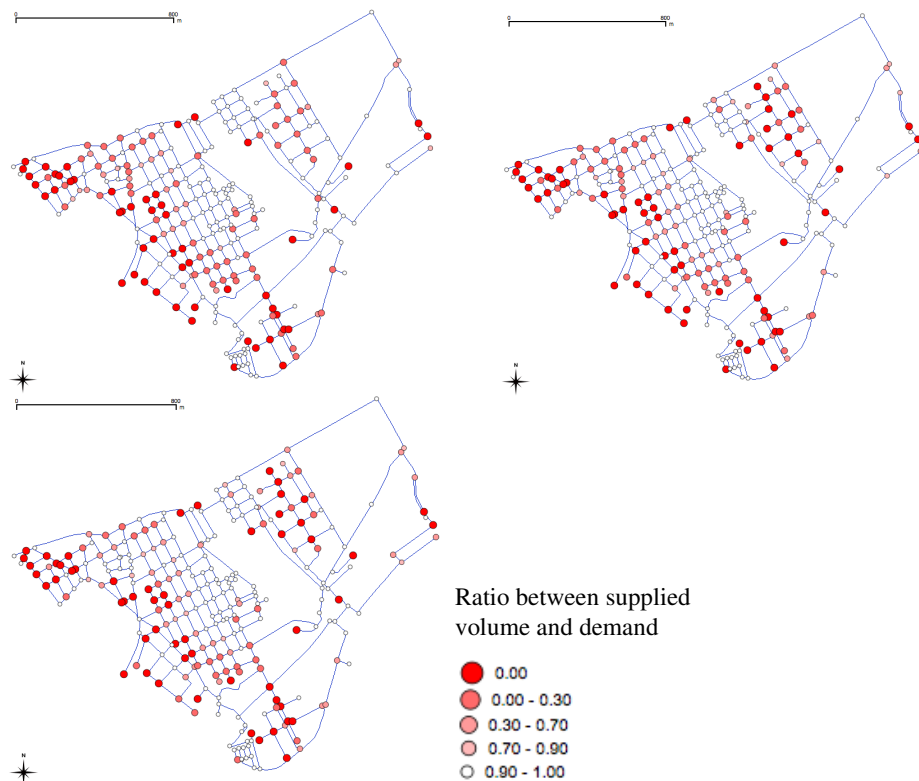 0 800
m
0 800
m
N
N
0 800
m
N
Ratio between supplied
volume and demand
0.00
0.00 - 0.30
0.30 - 0.70
0.70 - 0.90
0.90 - 1.00